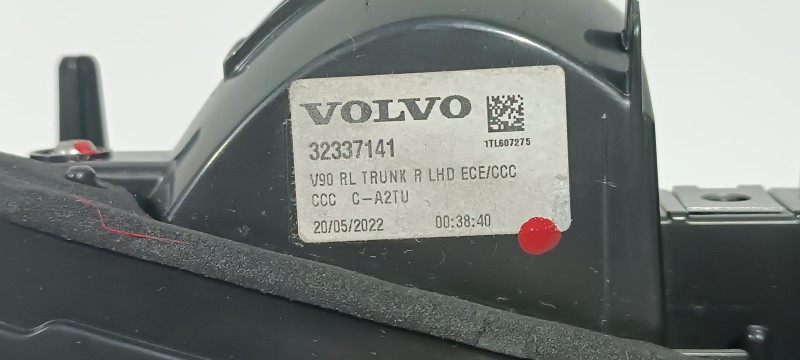 VOLVO
1TL607275
32337141
V90 RL TRUNK R LHD ECE/CCC
CCC C-A2TU
20/05/2022 00:38:40